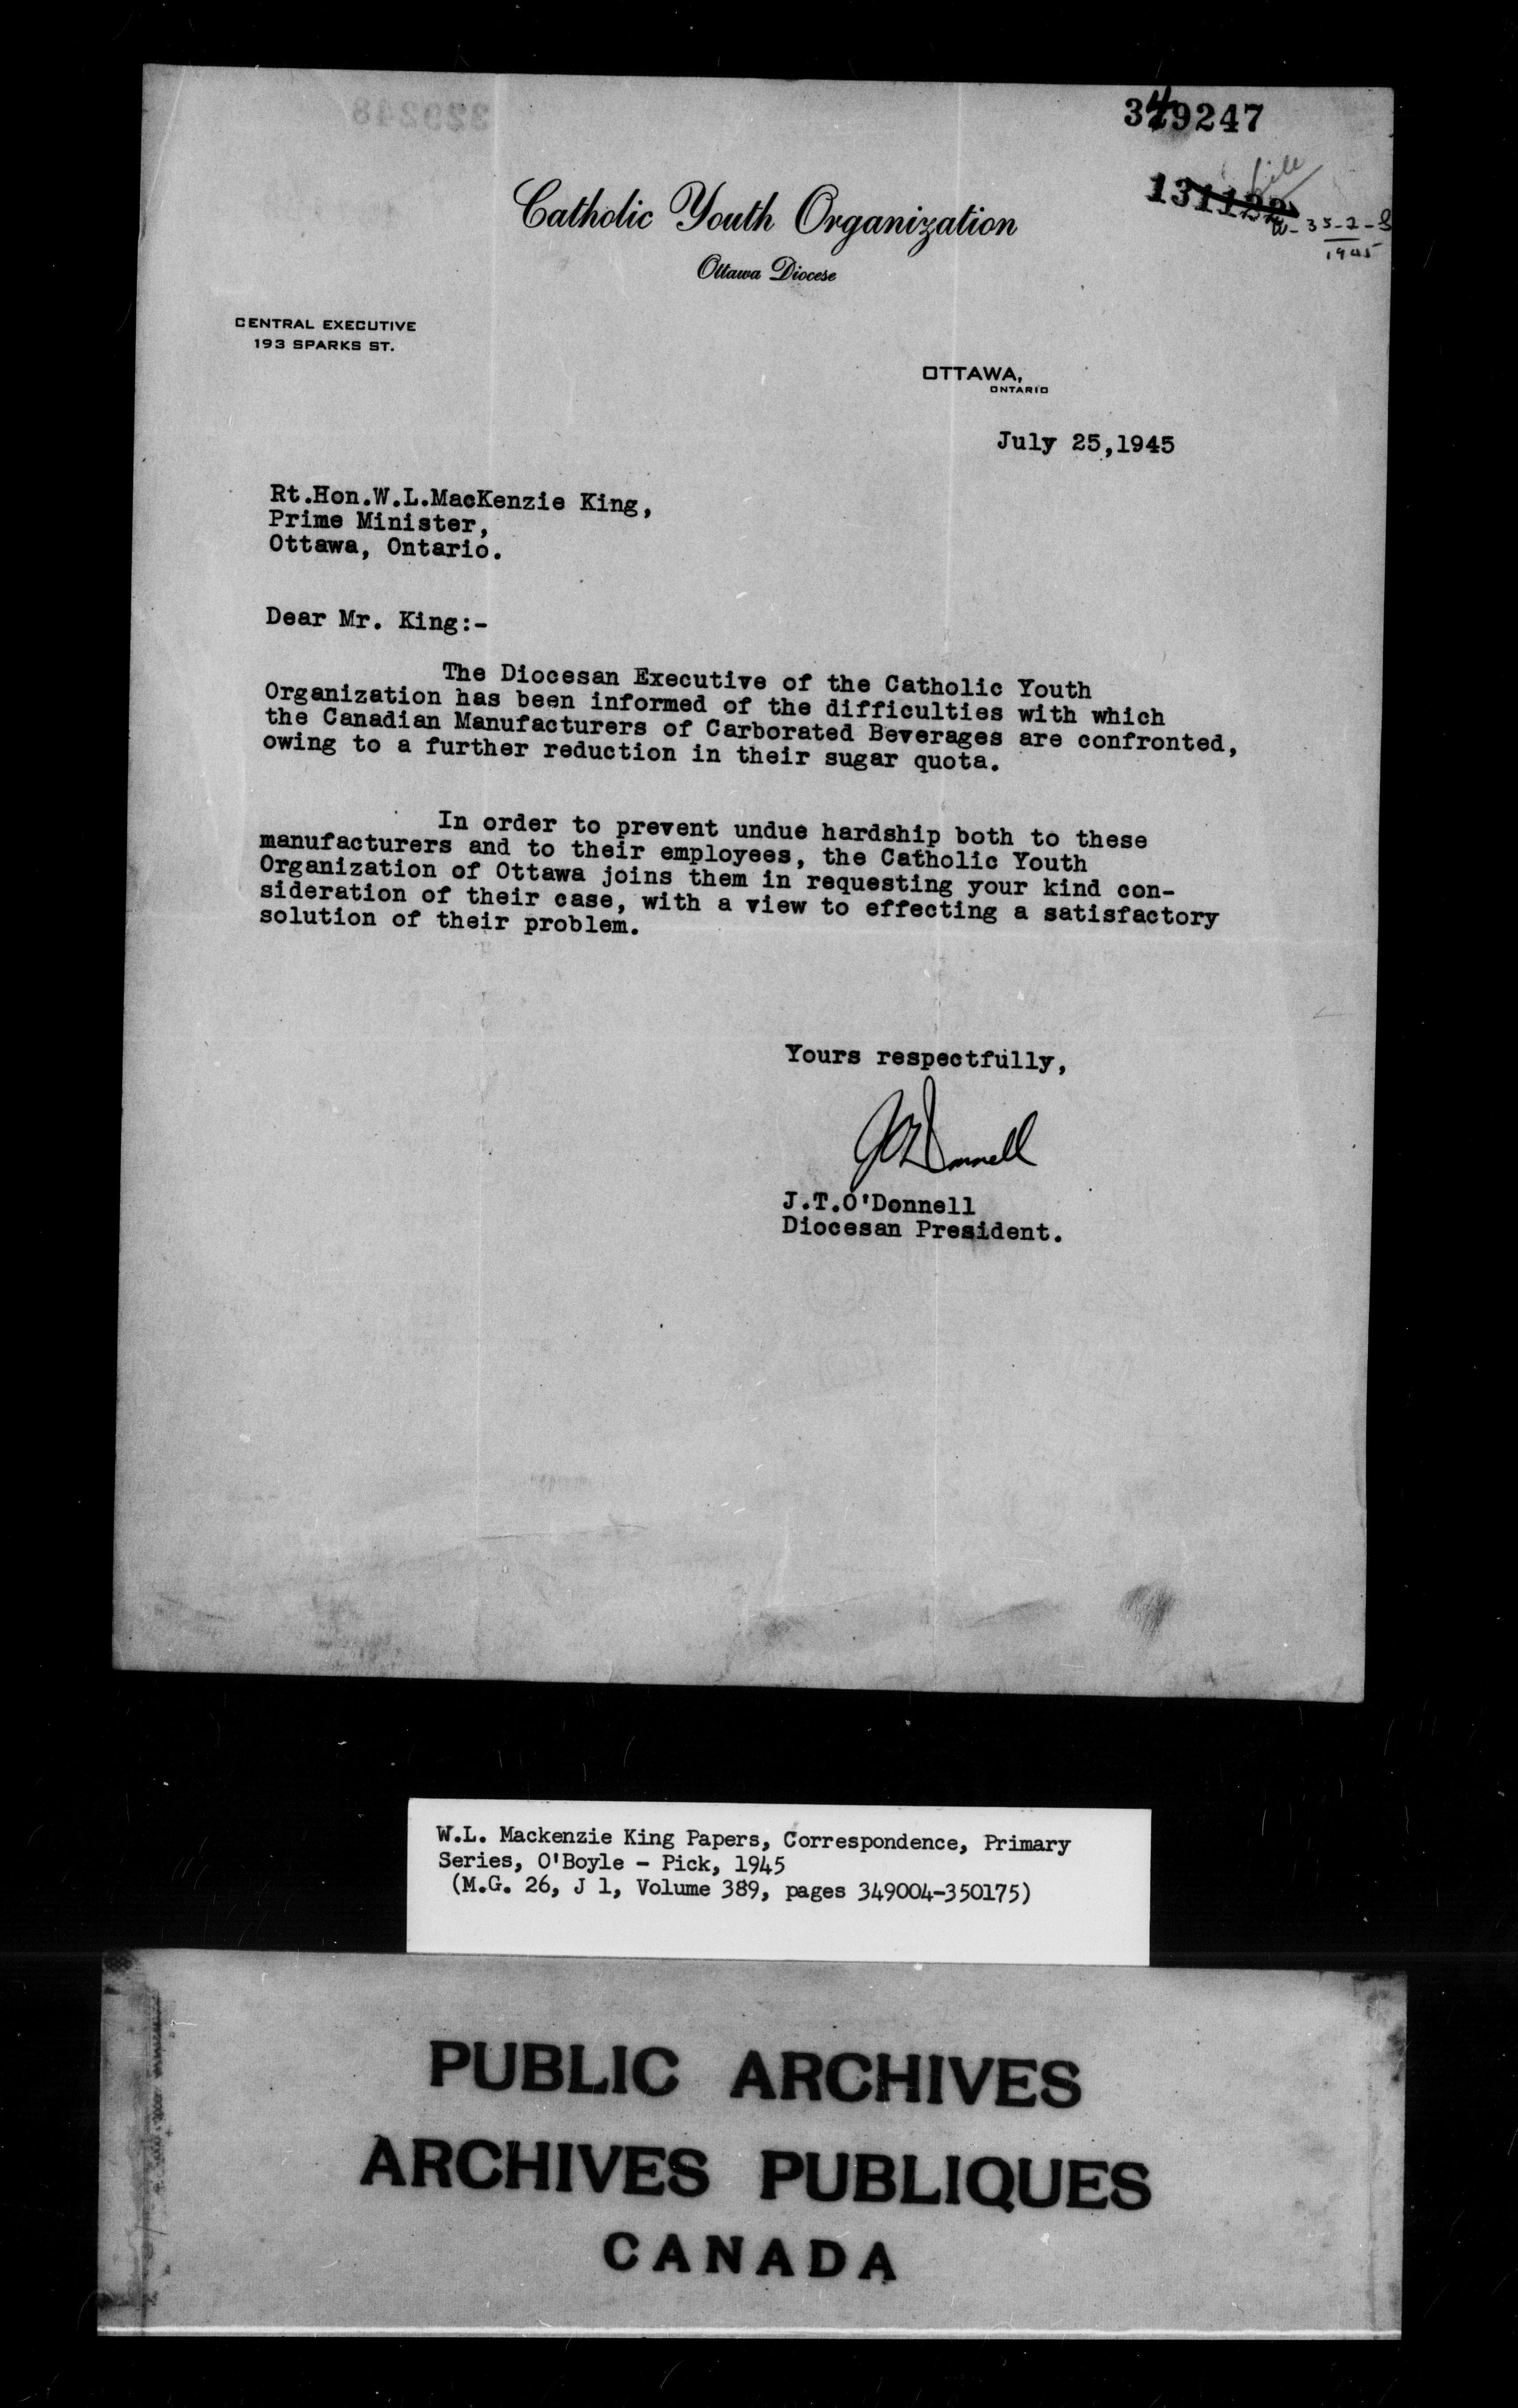 349247
131122
file
W-35-2-S
1945
Catholic Youth Organization
Ottawa Diocese
CENTRAL EXECUTIVE
193 SPARKS ST.
OTTAWA,
ONTARIO
July 25,1945
Rt.Hon.W.L.MacKenzie King,
Prime Minister,
Ottawa, Ontario.
Dear Mr. King:-
The Diocesan Executive of the Catholic Youth
Organization has been informed of the difficulties with which
the Canadian Manufacturers of Carborated Beverages are confronted,
owing to a further reduction in their sugar quota.
In order to prevent undue hardship both to these
manufacturers and to their employees, the Catholic Youth
Organization of Ottawa joins them in requesting your kind con-
sideration of their case, with a view to effecting a satisfactory
solution of their problem.
Yours respectfully,
J O'Donnell
J.T.O'Donnell
Diocesan President.
W.L. Mackenzie King Papers, Correspondence, Primary
Series, O'Boyle - Pick, 1945
(M.G. 26, J 1, Volume 389, pages 349004-350175)
PUBLIC ARCHIVES
ARCHIVES PUBLIQUES
CANADA